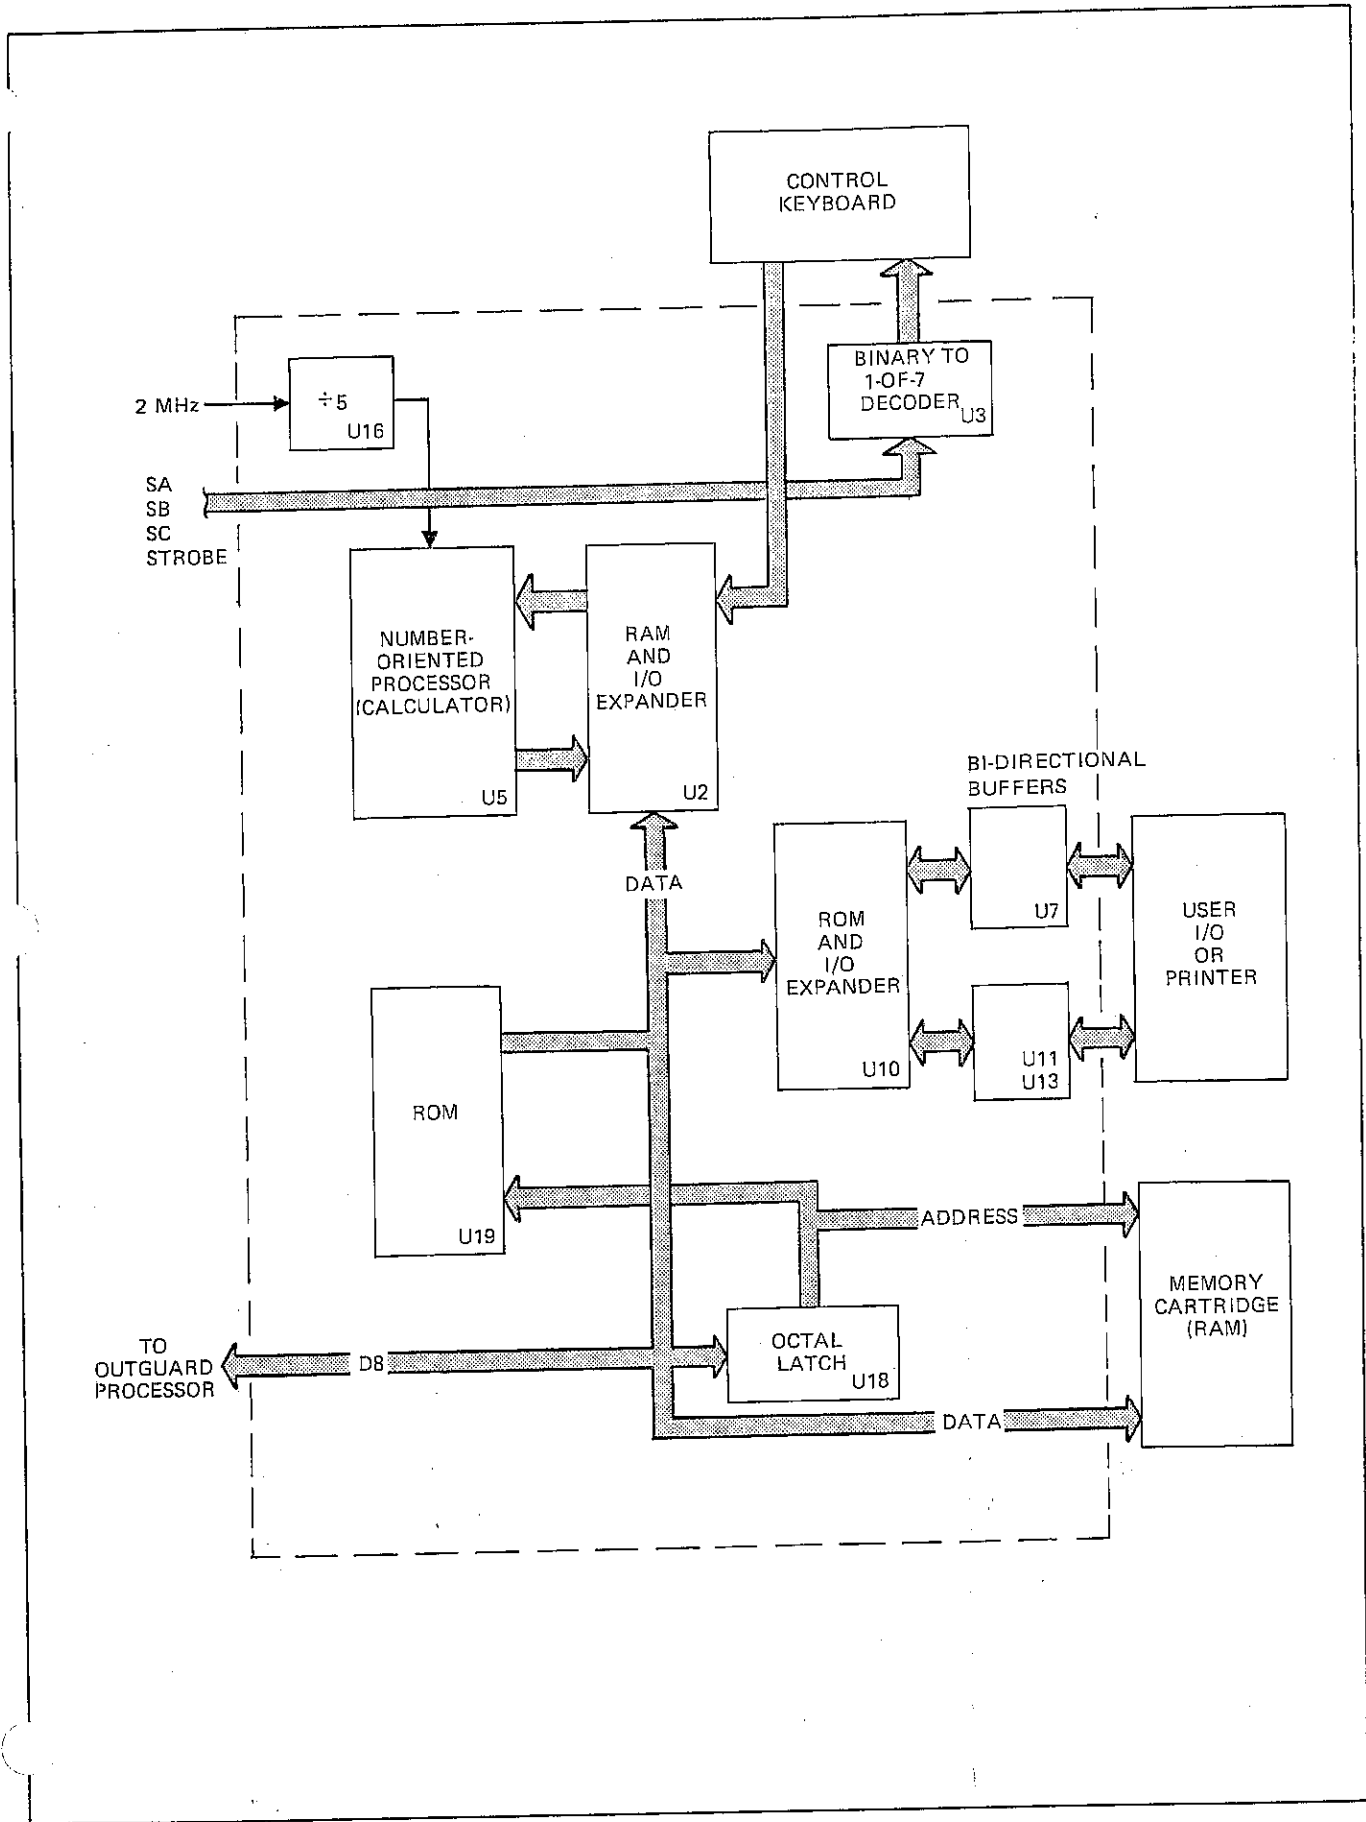 CONTROL
KEYBOARD
BINARY TO
1-OF-7
DECODER
U3
2 MHz
÷5
U16
SA
SB
SC
STROBE
NUMBER-
ORIENTED
PROCESSOR
(CALCULATOR)
U5
RAM
AND
I/O
EXPANDER
U2
BI-DIRECTIONAL
BUFFERS
DATA
ROM
AND
I/O
EXPANDER
U10
U7
U11
U13
USER
I/O
OR
PRINTER
ROM
U19
ADDRESS
MEMORY
CARTRIDGE
(RAM)
TO
OUTGUARD
PROCESSOR
D8
OCTAL
LATCH
U18
DATA